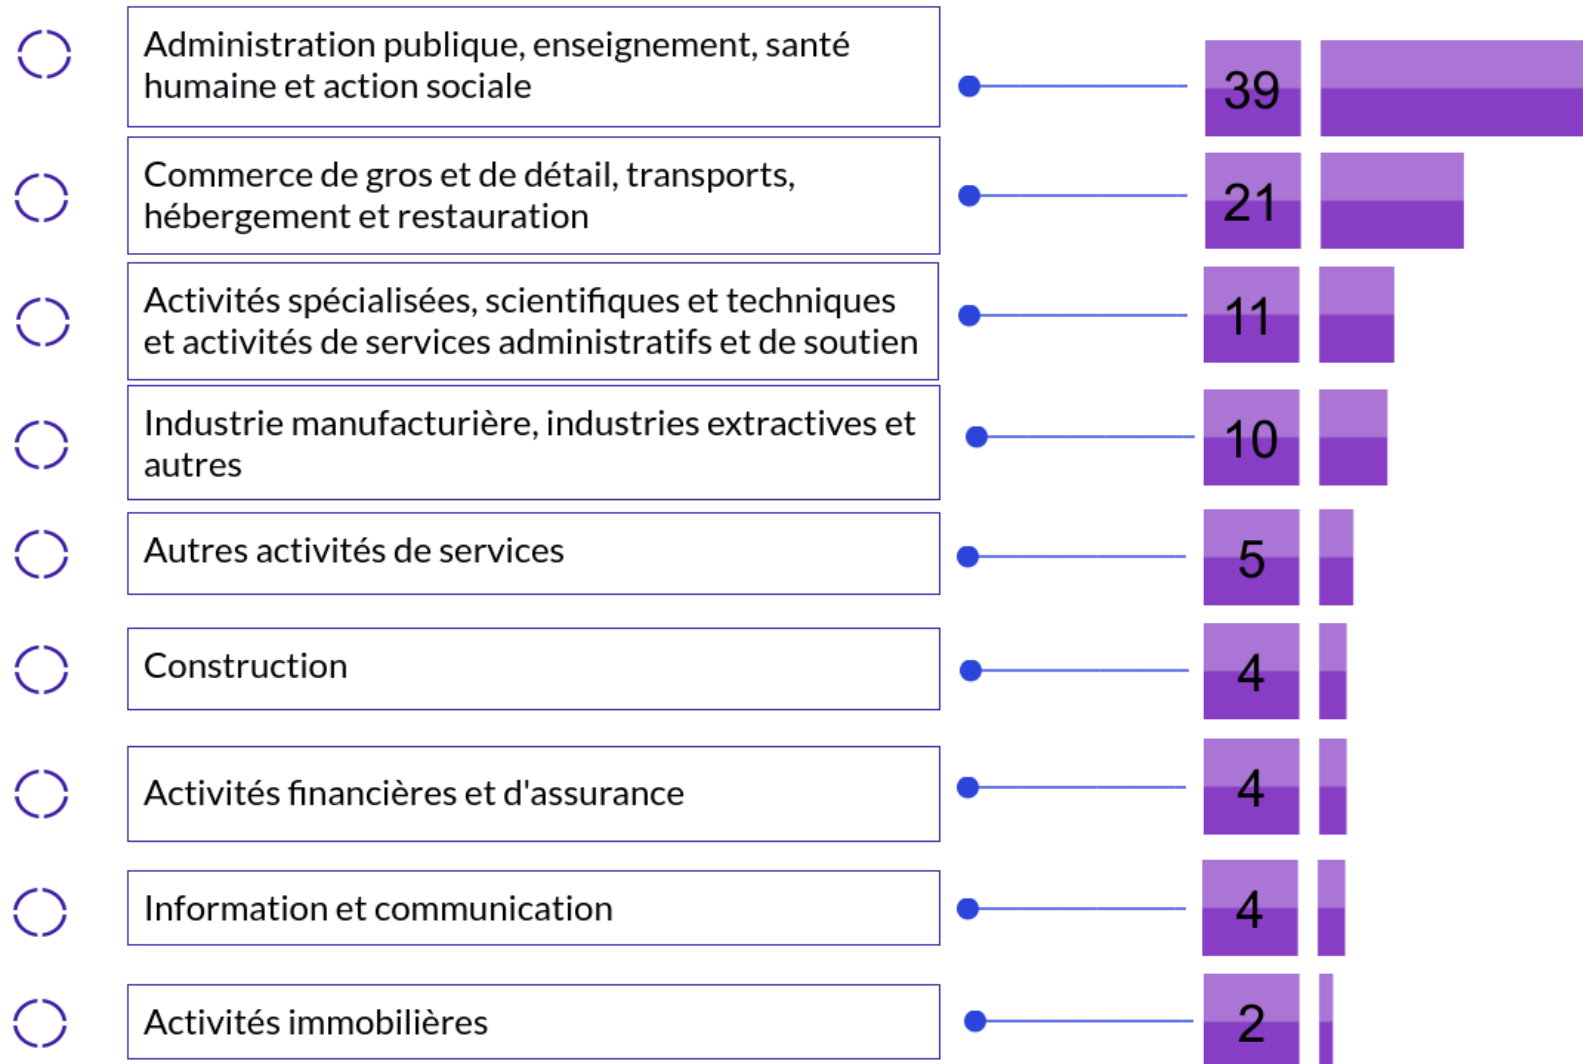 Administration publique, enseignement, santé
humaine et action sociale
39
Commerce de gros et de détail, transports,
hébergement et restauration
21
Activités spécialisées, scientifiques et techniques
et activités de services administratifs et de soutien
11
Industrie manufacturière, industries extractives et
autres
10
Autres activités de services
5
Construction
4
Activités financières et d'assurance
4
Information et communication
4
Activités immobilières
2